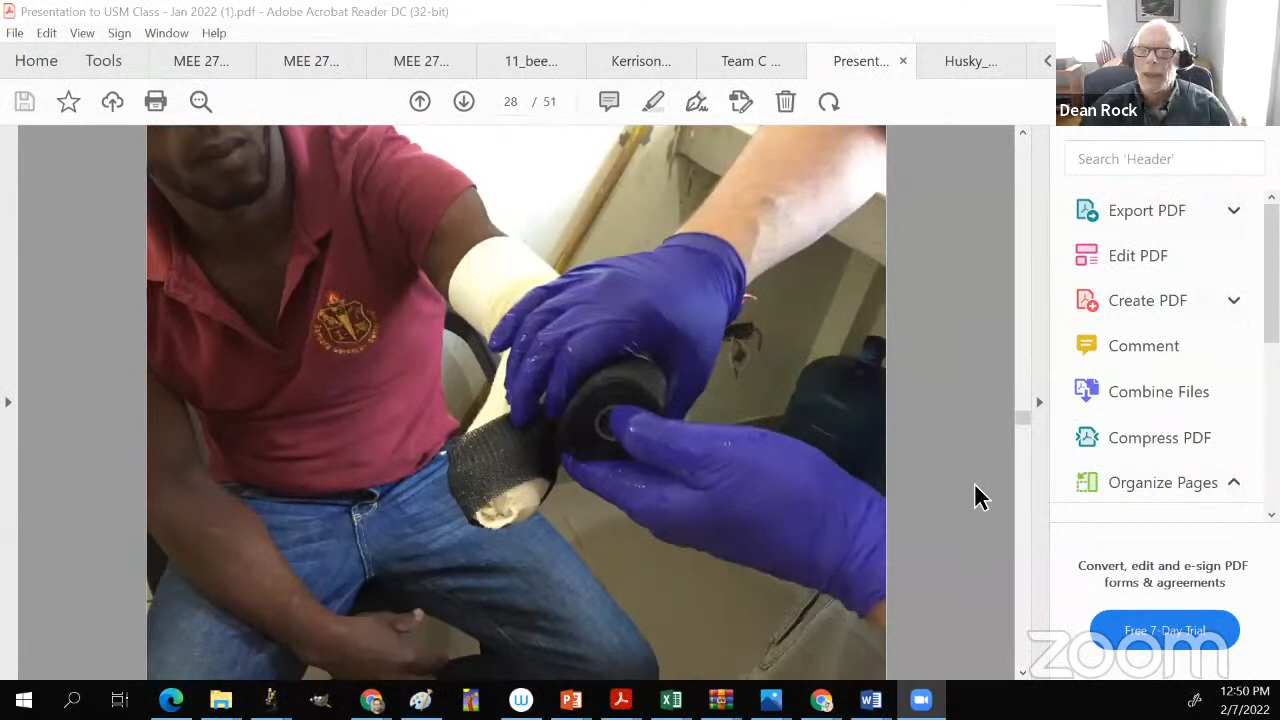 Presentation to USM Class - Jan 2022 (1).pdf - Adobe Acrobat Reader DC (32-bit)
File Edit View Sign Window Help
Home Tools MEE 27... MEE 27... MEE 27... 11_bee... Kerrison... Team C ... Present... × Husky_...
28 / 51
Dean Rock
Search 'Header'
Export PDF
Edit PDF
Create PDF
Comment
Combine Files
Compress PDF
Organize Pages
Convert, edit and e-sign PDF
forms & agreements
Free 7-Day Trial
zoom
12:50 PM
2/7/2022